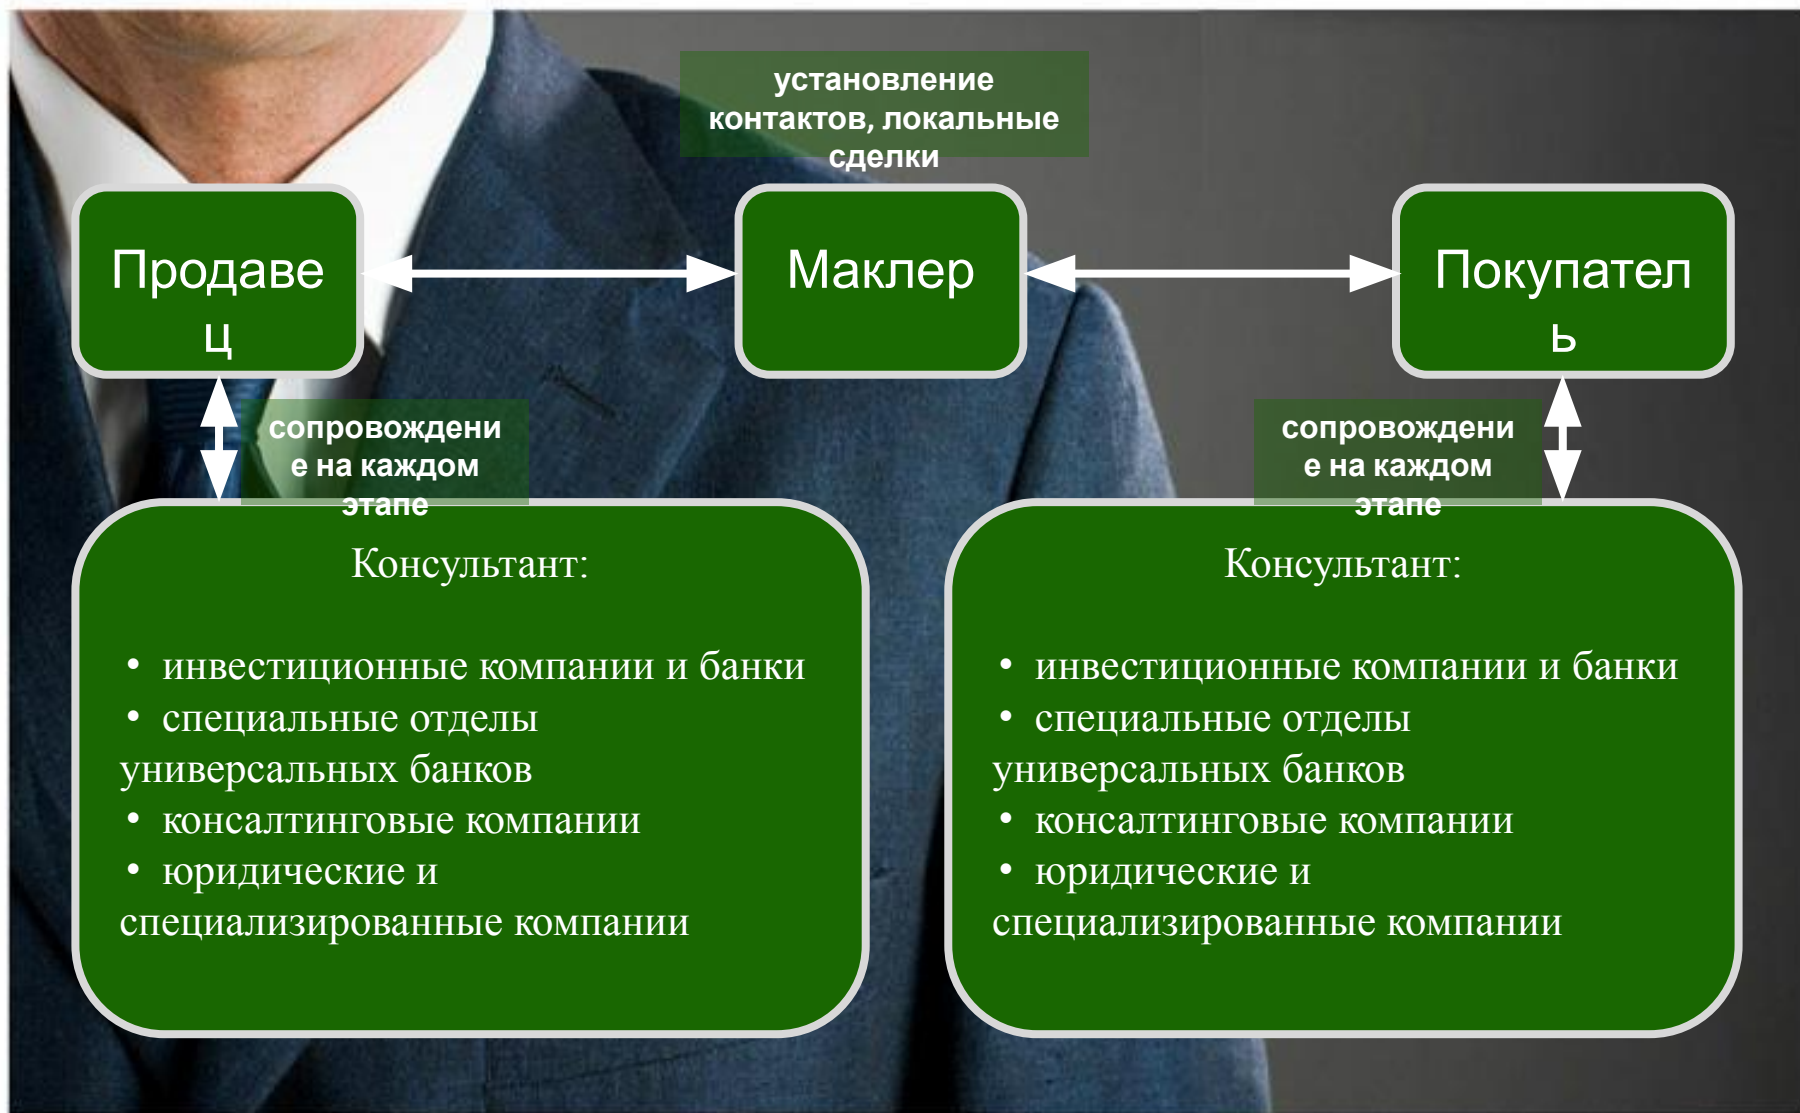 установление
контактов, локальные
сделки
Продаве
ц
Маклер
Покупател
ь
сопровождени
е на каждом
этапе
сопровождени
е на каждом
этапе
Консультант:
• инвестиционные компании и банки
• специальные отделы
универсальных банков
• консалтинговые компании
• юридические и
специализированные компании
Консультант:
• инвестиционные компании и банки
• специальные отделы
универсальных банков
• консалтинговые компании
• юридические и
специализированные компании